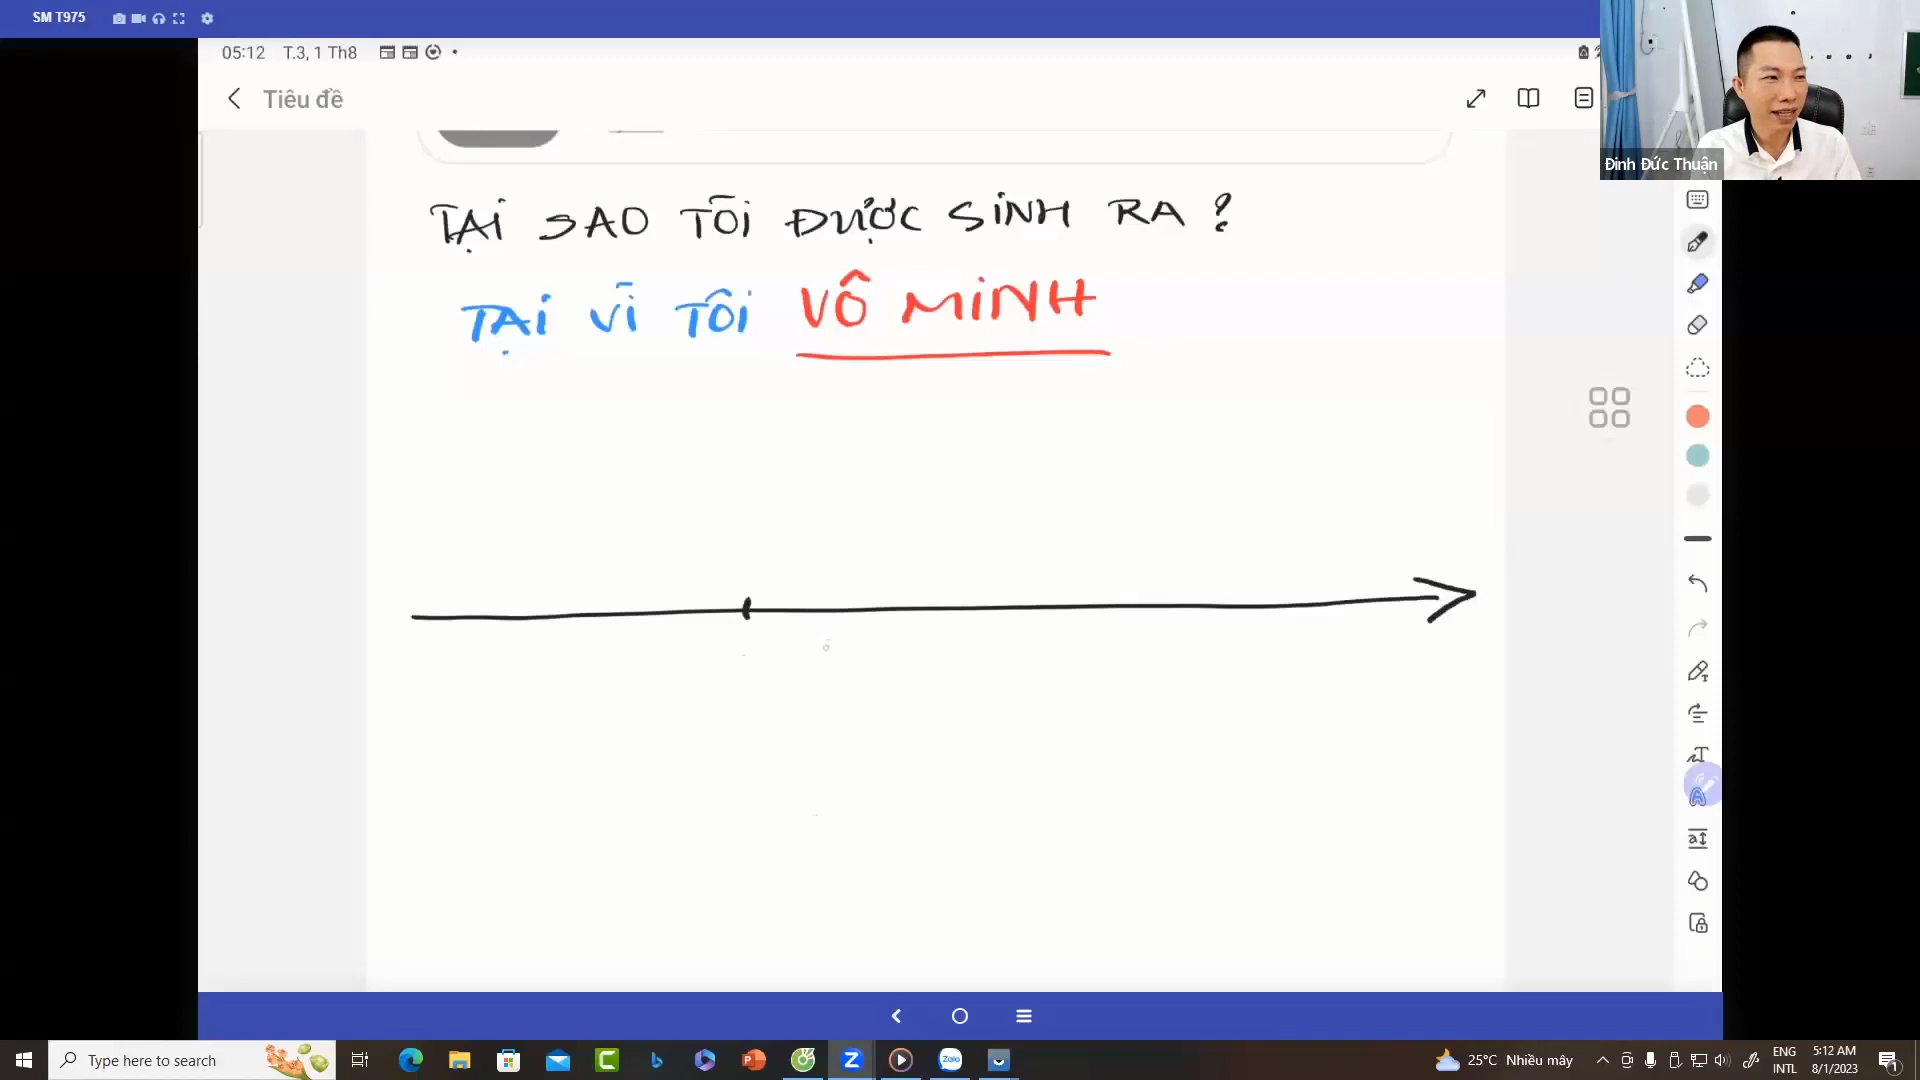 SM T975
05:12 T.3, 1 Th8
Tiêu đề
Đinh Đức Thuận
TẠI SAO TÔI ĐƯỢC SINH RA ?
TẠI VÌ TÔI VÔ MINH
Type here to search
25°C Nhiều mây
ENG
INTL
5:12 AM
8/1/2023